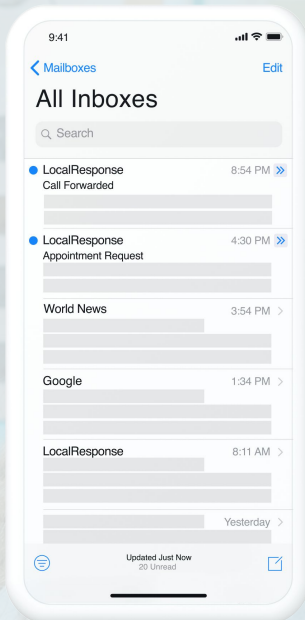 9:41
Mailboxes
Edit
All Inboxes
Search
LocalResponse 8:54 PM
Call Forwarded
LocalResponse 4:30 PM
Appointment Request
World News 3:54 PM
Google 1:34 PM
LocalResponse 8:11 AM
Yesterday
Updated Just Now
20 Unread